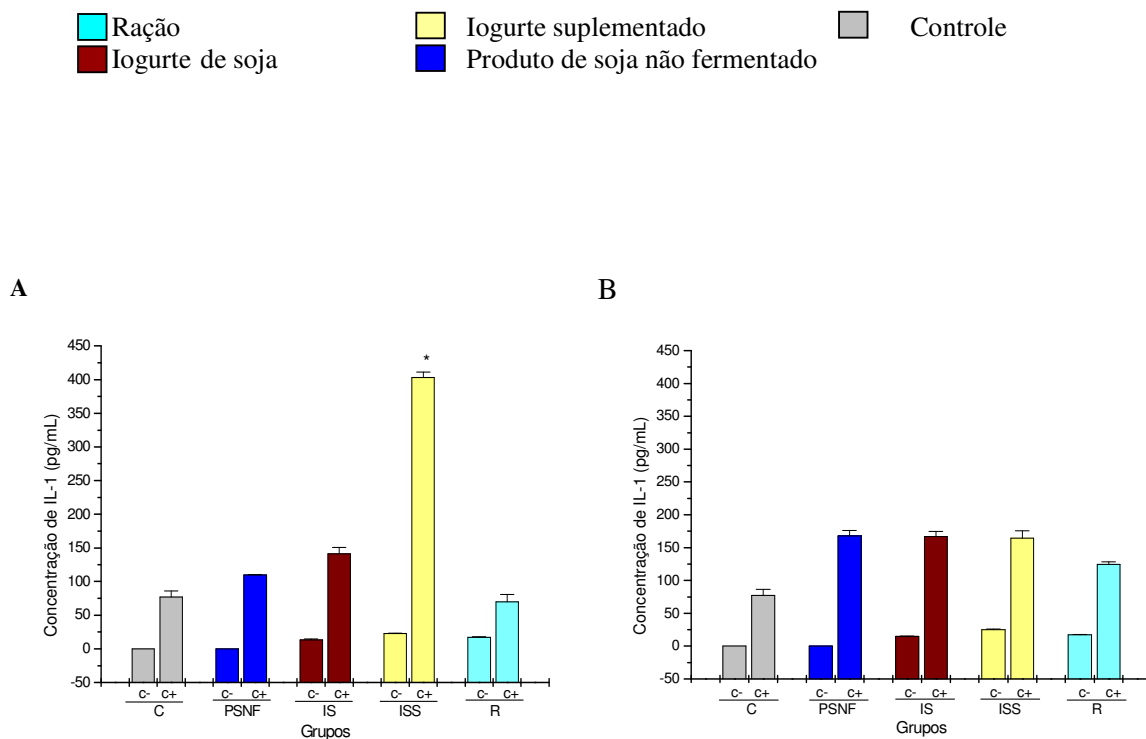 Ração Iogurte suplementado Controle
Iogurte de soja Produto de soja não fermentado
A B
Concentração de IL-1 (pg/mL)
450
400
350
300
250
200
150
100
50
0
-50
*
c- c+ c- c+ c- c+ c- c+ c- c+
C PSNF IS ISS R
Grupos
Concentração de IL-1 (pg/mL)
450
400
350
300
250
200
150
100
50
0
-50
c- c+ c- c+ c- c+ c- c+ c- c+
C PSNF IS ISS R
Grupos